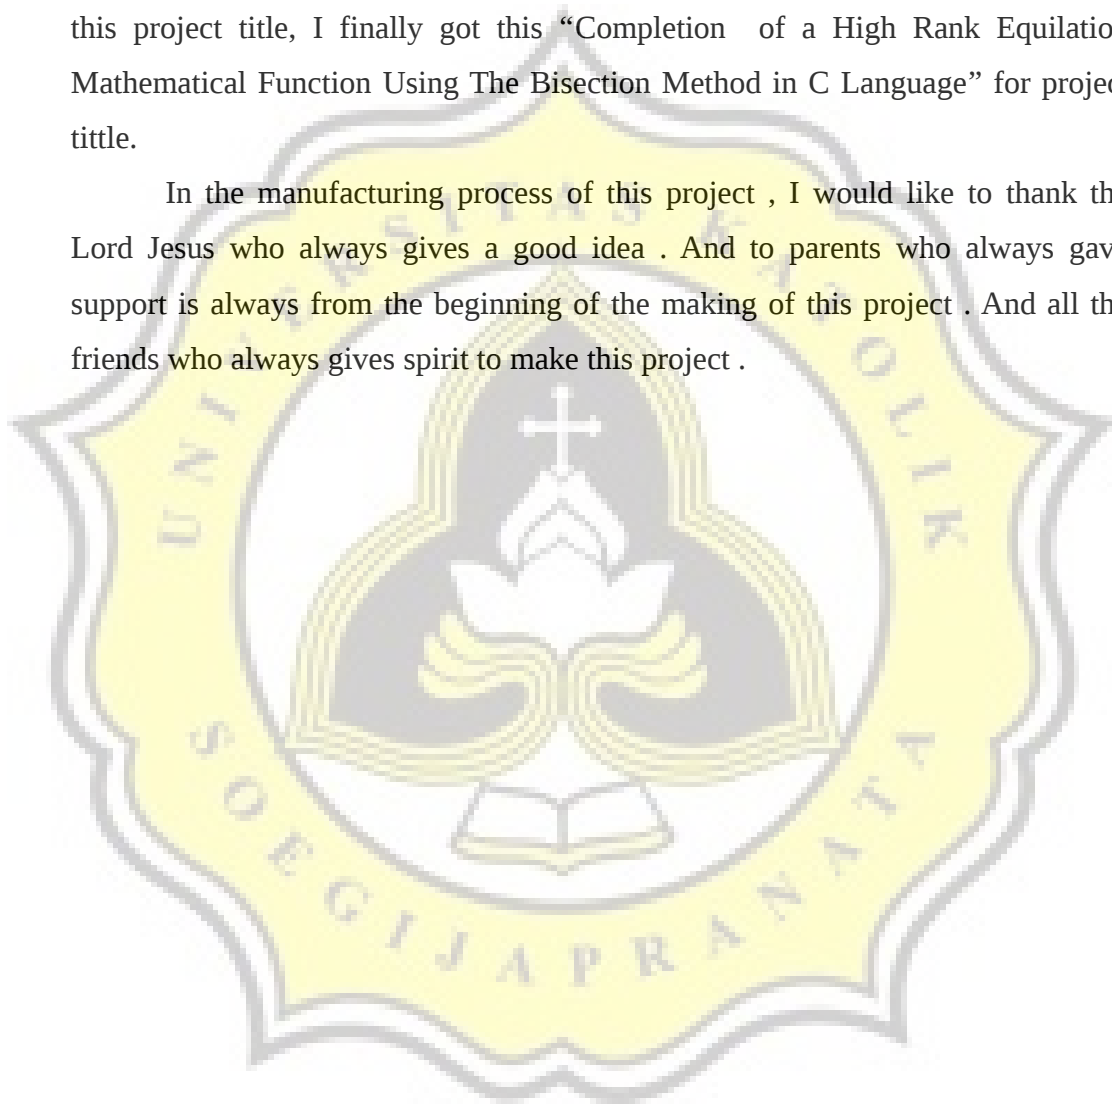 this project title, I finally got this “Completion of a High Rank Equilatio
Mathematical Function Using The Bisection Method in C Language” for projec
tittle.
In the manufacturing process of this project , I would like to thank th
Lord Jesus who always gives a good idea . And to parents who always gav
support is always from the beginning of the making of this project . And all th
friends who always gives spirit to make this project .
UNIVERSITAS KATOLIK
SOEGIJAPRANATA